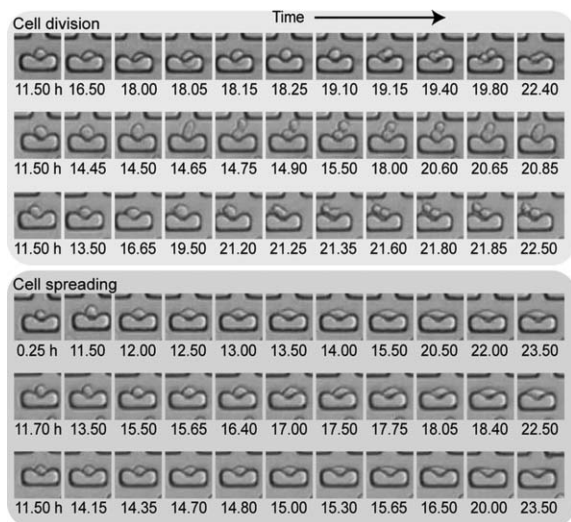 Time
Cell division
11.50 h 16.50 18.00 18.05 18.15 18.25 19.10 19.15 19.40 19.80 22.40
11.50 h 14.45 14.50 14.65 14.75 14.90 15.50 18.00 20.60 20.65 20.85
11.50 h 13.50 16.65 19.50 21.20 21.25 21.35 21.60 21.80 21.85 22.50
Cell spreading
0.25 h 11.50 12.00 12.50 13.00 13.50 14.00 15.50 20.50 22.00 23.50
11.70 h 13.50 15.50 15.65 16.40 17.00 17.50 17.75 18.05 18.40 22.50
11.50 h 14.15 14.35 14.70 14.80 15.00 15.30 15.65 16.50 20.00 23.50